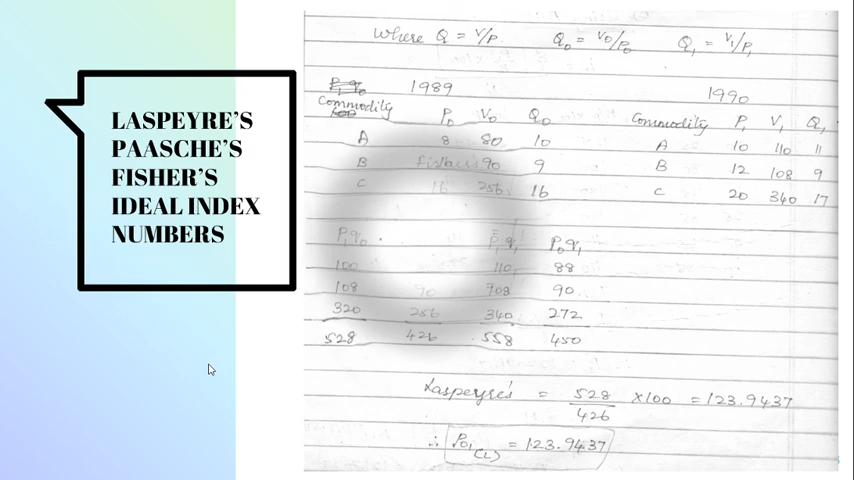 LASPEYRE'S
PAASCHE'S
FISHER'S
IDEAL INDEX
NUMBERS
Where Q = V/P. Q₀ = V₀/P₀ Q₁ = V₁/P₁
1989 1990
Commodity P₀ V₀ Q₀ Commodity P₁ V₁ Q₁
A 8 80 10 A 10 110 11
B 90 9 B 12 108 9
C 16 256 16 C 20 340 17
P₁q₀ P₁q₁ P₀q₁
100 110 88
108 90 90
320 256 340 272
528 426 558 450
Laspeyre's = 528/426 × 100 = 123.9437
∴ P₀₁(L) = 123.9437